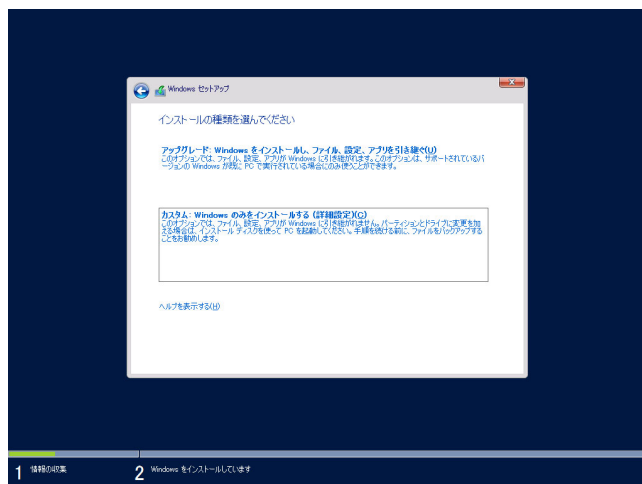 Windows セットアップ
インストールの種類を選んでください
アップグレード: Windows をインストールし、ファイル、設定、アプリを引き継ぐ(U)
このオプションでは、ファイル、設定、アプリが Windows に引き継がれます。このオプションは、サポートされているバ
ージョンの Windows が既に PC で実行されている場合にのみ使うことができます。
カスタム: Windows のみをインストールする (詳細設定)(C)
このオプションでは、ファイル、設定、アプリが Windows に引き継がれません。パーティションとドライブに変更を加
える場合は、インストール ディスクを使って PC を起動してください。手順を続ける前に、ファイルをバックアップする
ことをお勧めします。
ヘルプを表示する(H)
1 情報の収集
2 Windows をインストールしています